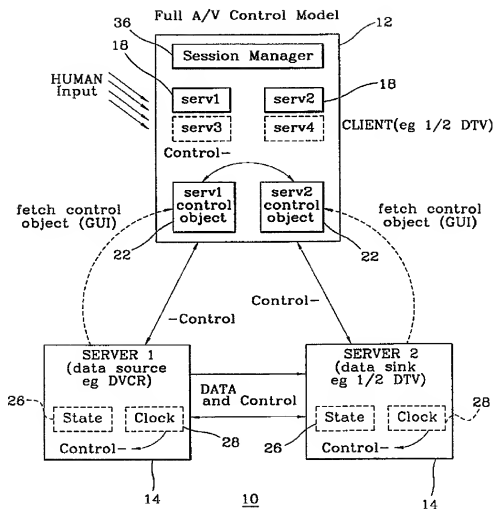 Full A/V Control Model
36
12
Session Manager
18
HUMAN
Input
serv1
serv2
18
serv3
serv4
CLIENT(eg 1/2 DTV)
Control-
serv1
control
object
serv2
control
object
fetch control
object (GUI)
fetch control
object (GUI)
22
22
-Control
Control-
SERVER 1
(data source
eg DVCR)
SERVER 2
(data sink
eg 1/2 DTV)
DATA
and Control
26
State
Clock
28
State
Clock
28
Control-
26
Control-
14
10
14